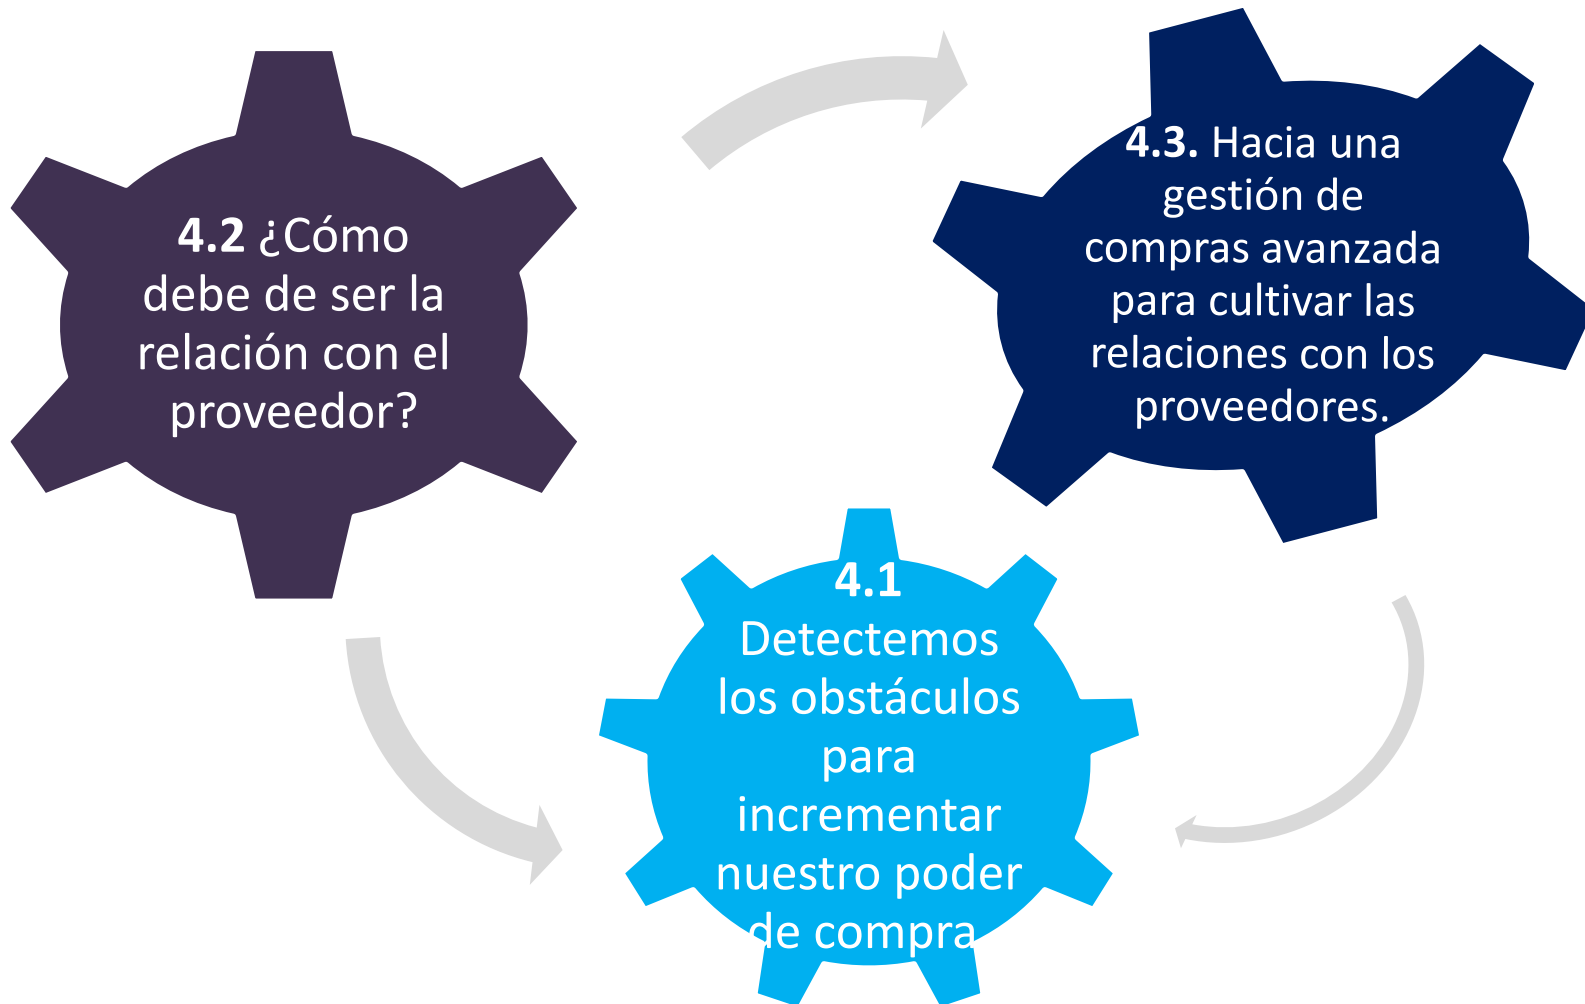 4.2 ¿Cómo
debe de ser la
relación con el
proveedor?
4.3. Hacia una
gestión de
compras avanzada
para cultivar las
relaciones con los
proveedores.
4.1
Detectemos
los obstáculos
para
incrementar
nuestro poder
de compra.